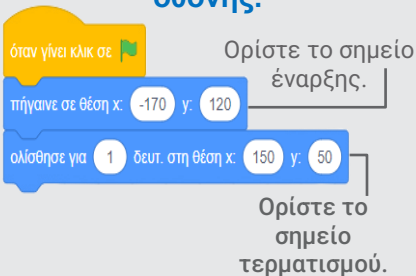 οθόνης.
όταν γίνει κλικ σε
Ορίστε το σημείο
έναρξης.
πήγαινε σε θέση x: -170 y: 120
ολίσθησε για 1 δευτ. στη θέση x: 150 y: 50
Ορίστε το
σημείο
τερματισμού.